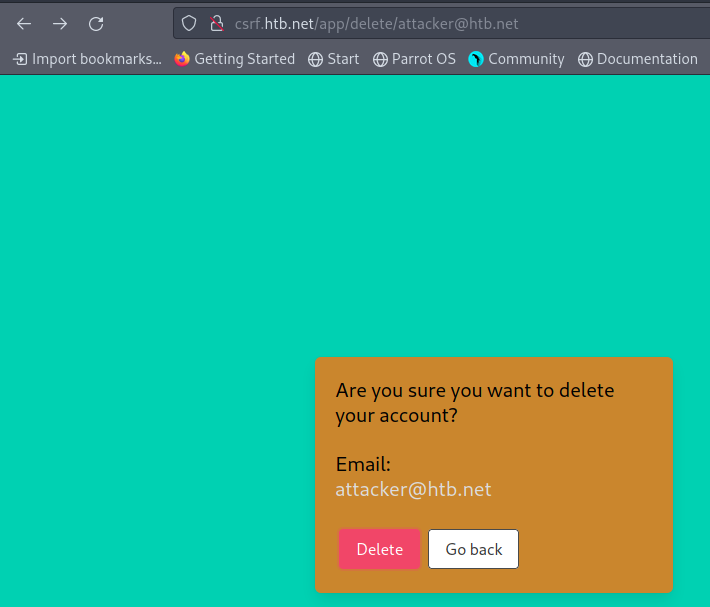 csrf.htb.net/app/delete/attacker@htb.net
Import bookmarks... Getting Started Start Parrot OS Community Documentation
Are you sure you want to delete
your account?
Email:
attacker@htb.net
Delete Go back